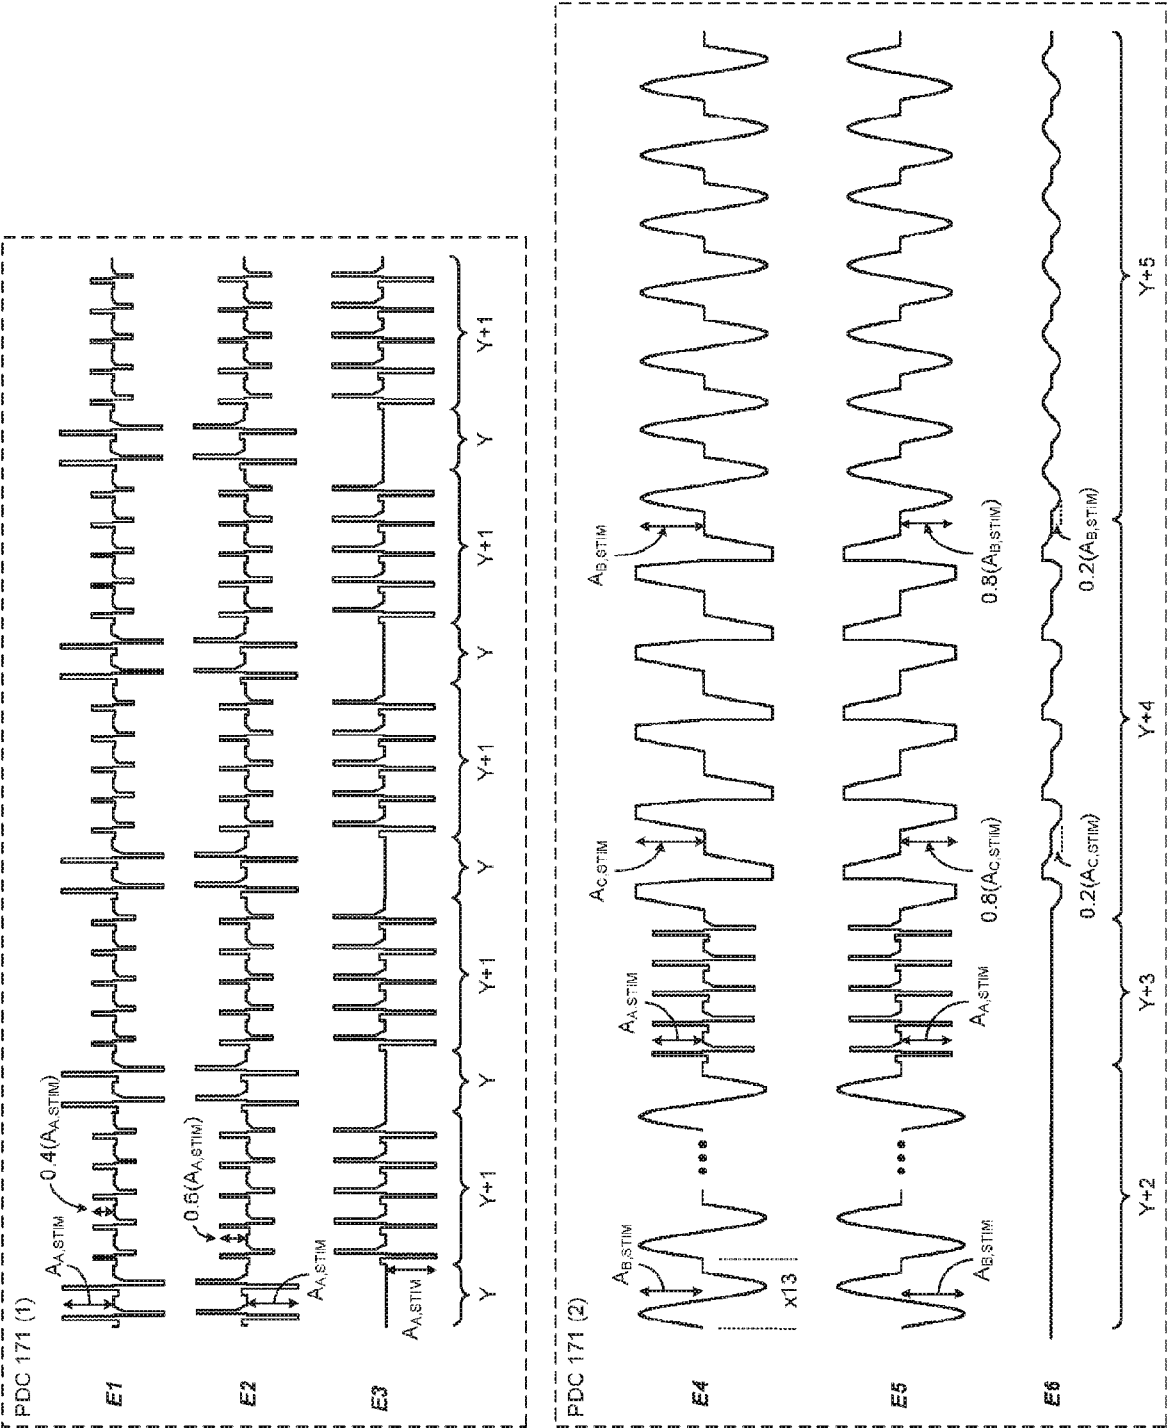 PDC 171 (1)
E1
A_A,STIM
0.4(A_A,STIM)
E2
0.6(A_A,STIM)
A_A,STIM
E3
A_A,STIM
Y
Y+1
Y
Y+1
Y
Y+1
Y
Y+1
Y
Y+1
PDC 171 (2)
E4
A_B,STIM
A_A,STIM
A_C,STIM
A_B,STIM
x13
•••
E5
A_B,STIM
A_A,STIM
0.8(A_C,STIM)
0.8(A_B,STIM)
•••
E6
0.2(A_C,STIM)
0.2(A_B,STIM)
Y+2
Y+3
Y+4
Y+5